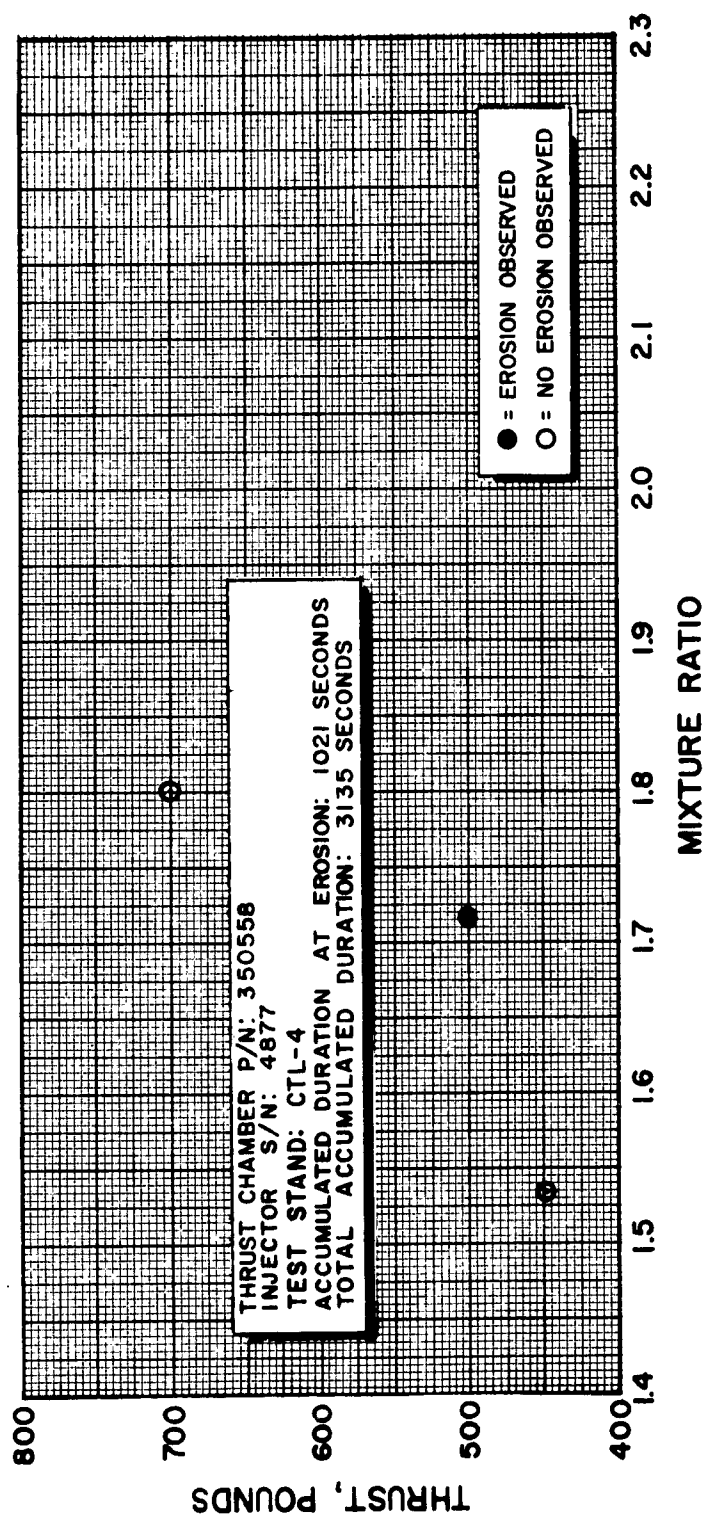 THRUST, POUNDS
800
700
600
500
400
THRUST CHAMBER P/N: 350558
INJECTOR S/N: 4877
TEST STAND: CTL-4
ACCUMULATED DURATION AT EROSION: 1021 SECONDS
TOTAL ACCUMULATED DURATION: 3135 SECONDS
● = EROSION OBSERVED
○ = NO EROSION OBSERVED
1.4 1.5 1.6 1.7 1.8 1.9 2.0 2.1 2.2 2.3
MIXTURE RATIO